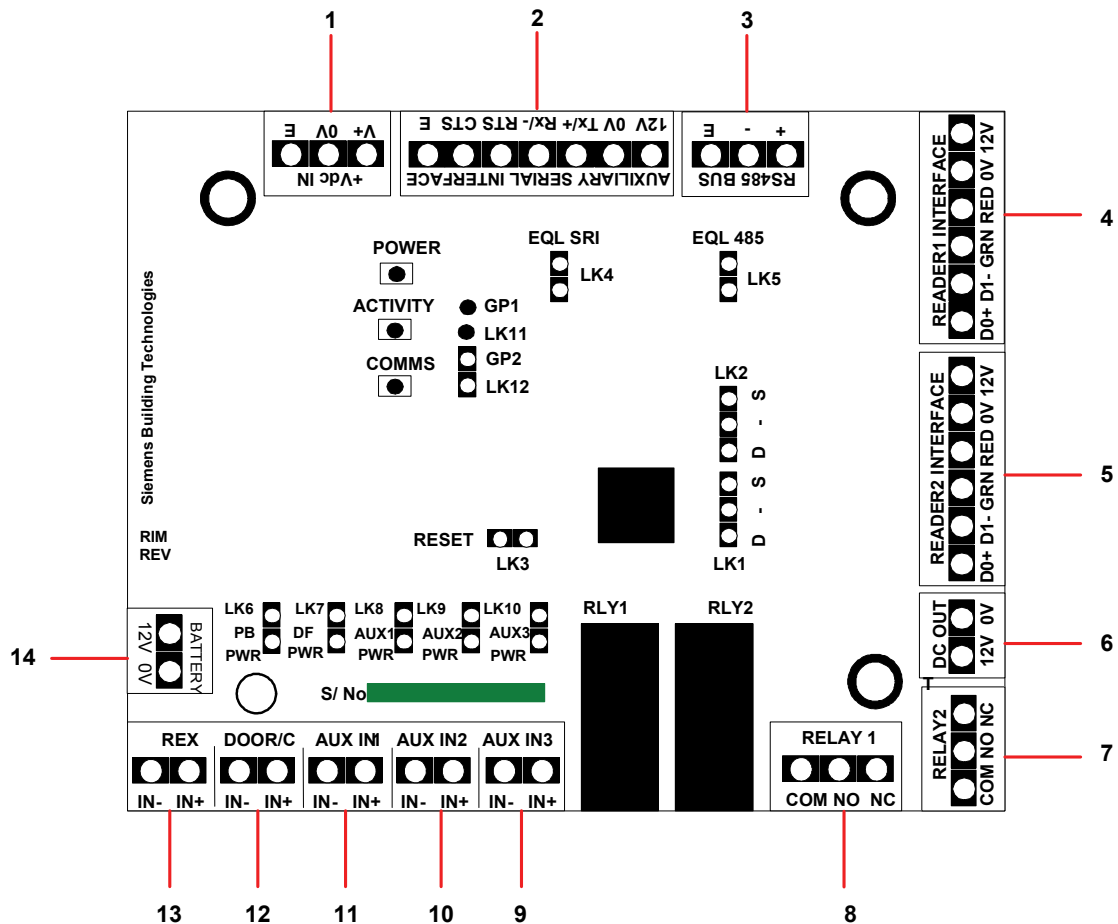 1
2
3
E 0V V+
+Vdc IN
12V 0V Tx/+ Rx/- RTS CTS E
AUXILIARY SERIAL INTERFACE
E - +
RS485 BUS
READER1 INTERFACE
D0+ D1- GRN RED 0V 12V
4
POWER
ACTIVITY
COMMS
GP1
LK11
GP2
LK12
EQL SRI
LK4
EQL 485
LK5
Siemens Building Technologies
RIM
REV
LK2
D - S
D - S
LK1
READER2 INTERFACE
D0+ D1- GRN RED 0V 12V
5
RESET
LK3
LK6 LK7 LK8 LK9 LK10
PB DF AUX1 AUX2 AUX3
PWR PWR PWR PWR PWR
RLY1 RLY2
DC OUT
12V 0V
6
14
BATTERY
12V 0V
S/ No
T
RELAY2
COM NO NC
7
REX DOOR/C AUX IN1 AUX IN2 AUX IN3
IN- IN+ IN- IN+ IN- IN+ IN- IN+ IN- IN+
RELAY 1
COM NO NC
13 12 11 10 9 8